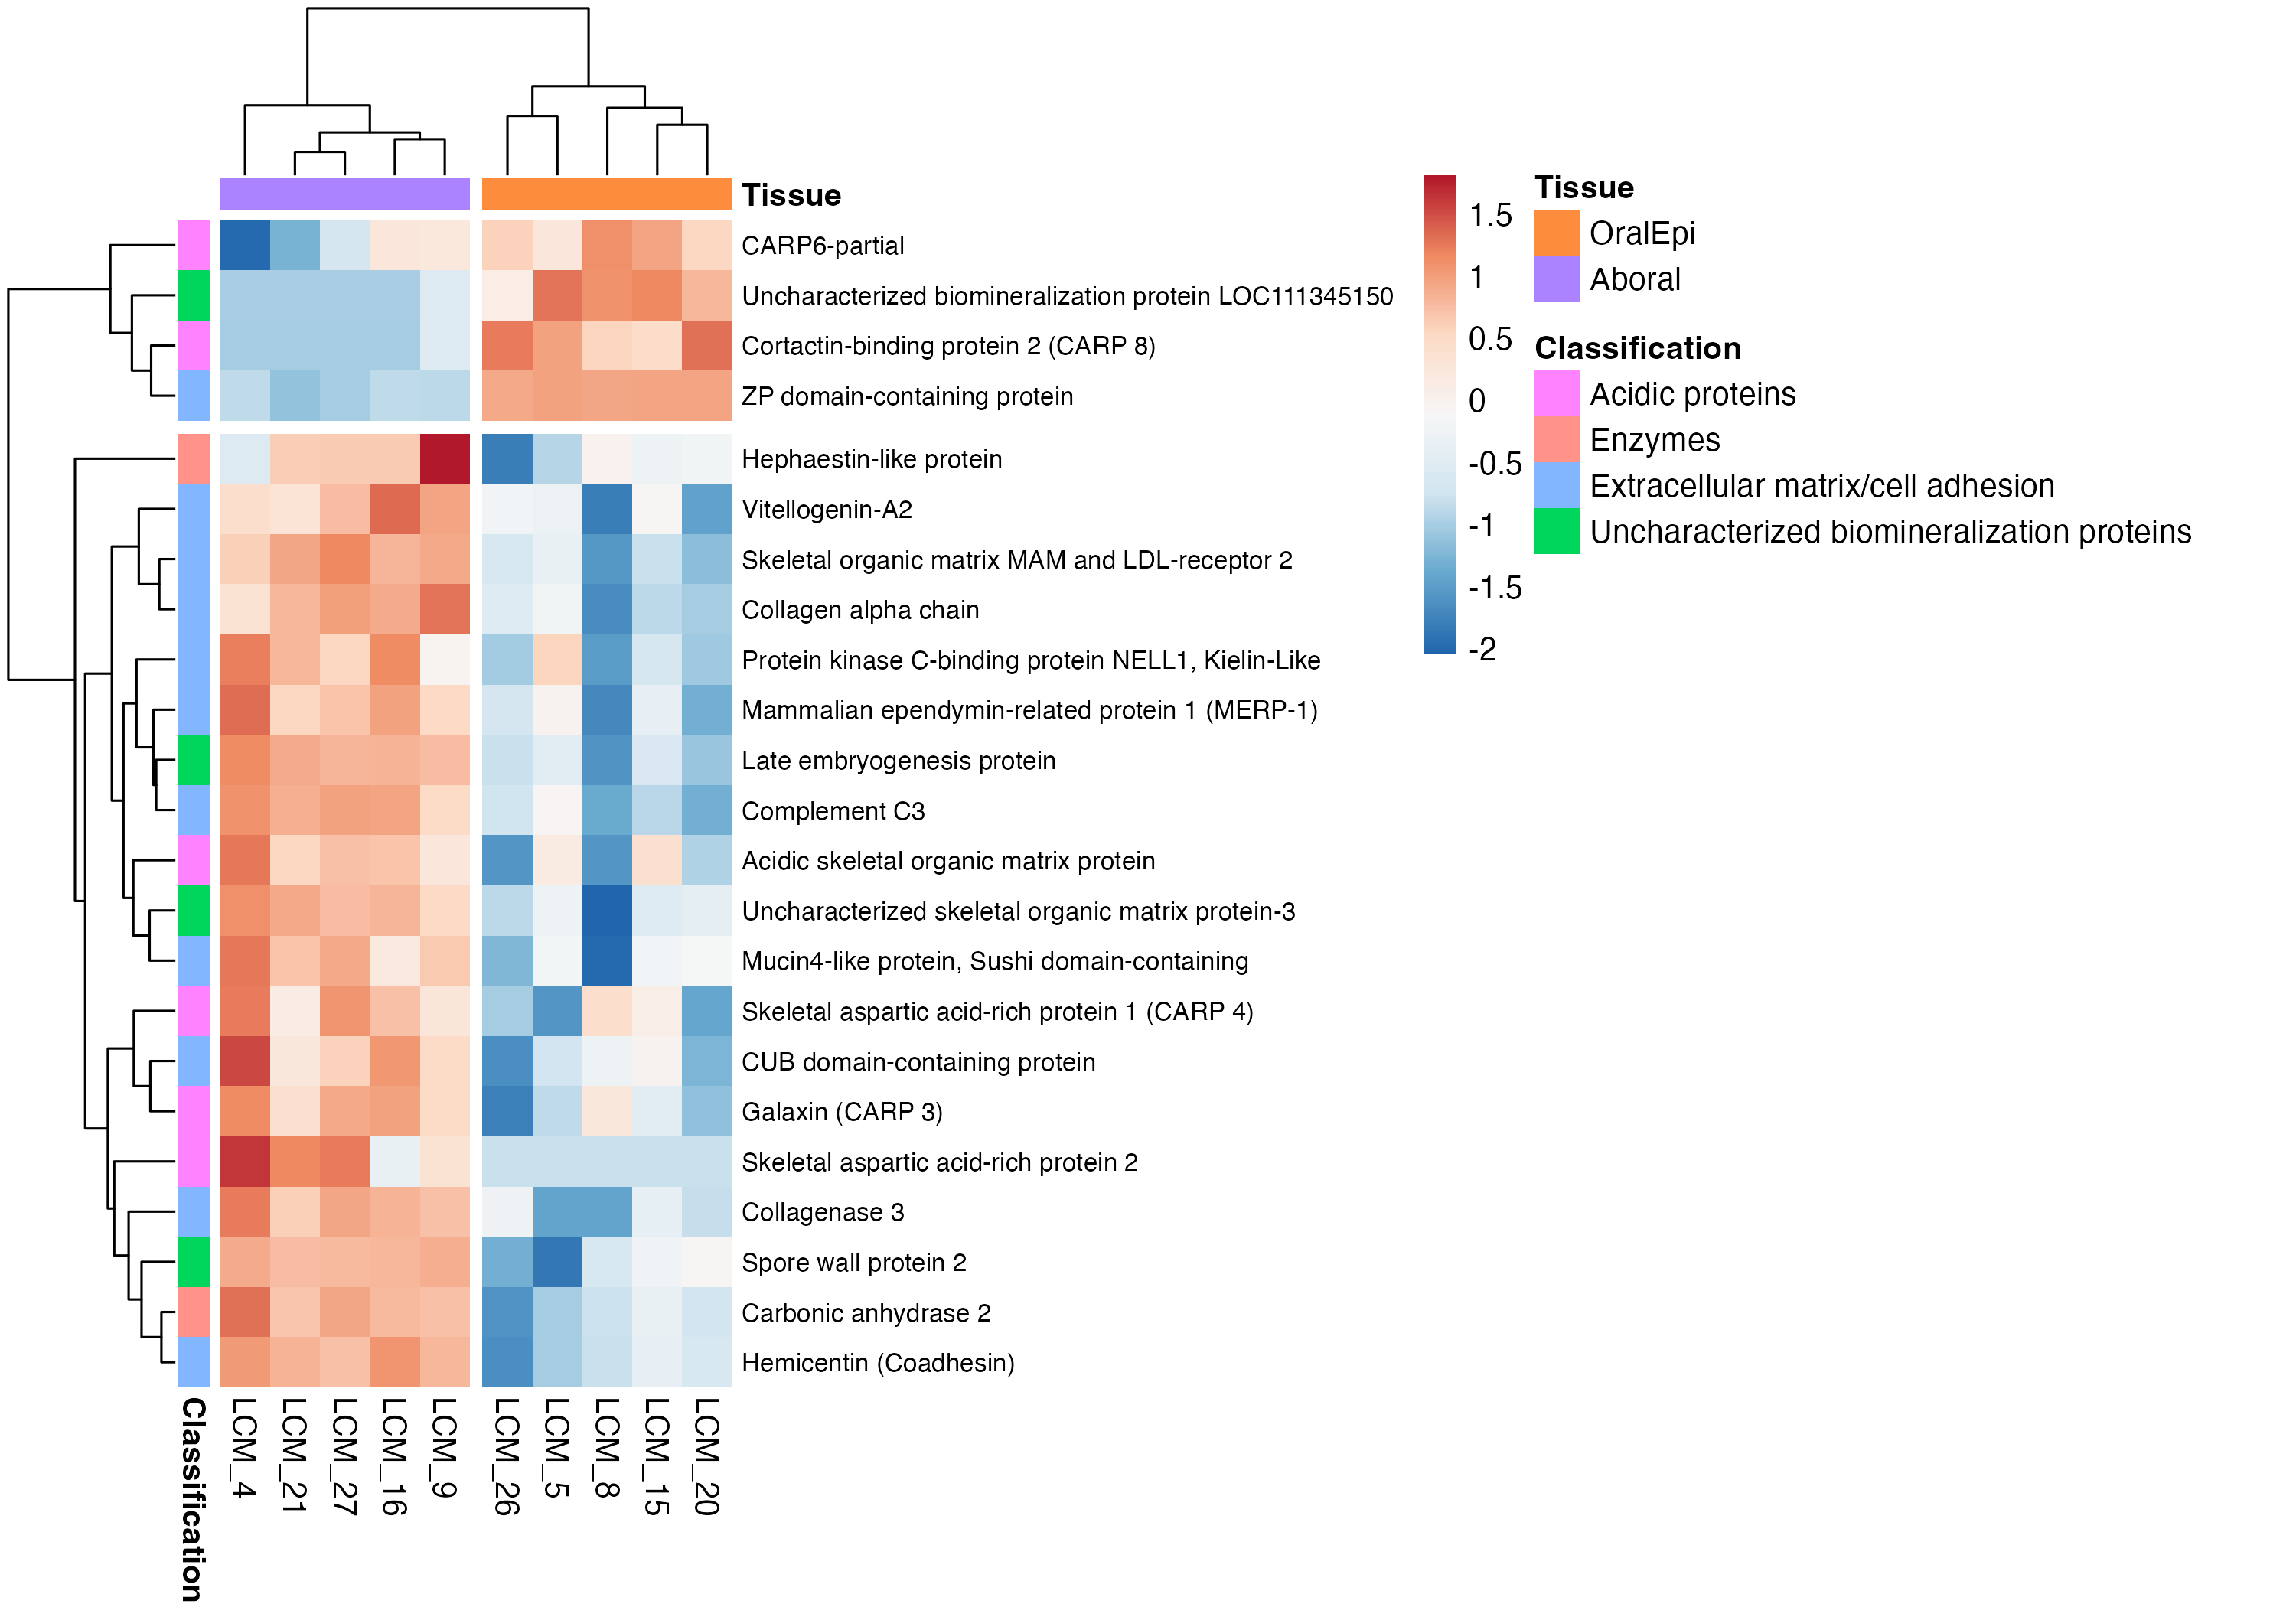 Tissue
CARP6-partial
Uncharacterized biomineralization protein LOC111345150
Cortactin-binding protein 2 (CARP 8)
ZP domain-containing protein
Hephaestin-like protein
Vitellogenin-A2
Skeletal organic matrix MAM and LDL-receptor 2
Collagen alpha chain
Protein kinase C-binding protein NELL1, Kielin-Like
Mammalian ependymin-related protein 1 (MERP-1)
Late embryogenesis protein
Complement C3
Acidic skeletal organic matrix protein
Uncharacterized skeletal organic matrix protein-3
Mucin4-like protein, Sushi domain-containing
Skeletal aspartic acid-rich protein 1 (CARP 4)
CUB domain-containing protein
Galaxin (CARP 3)
Skeletal aspartic acid-rich protein 2
Collagenase 3
Spore wall protein 2
Carbonic anhydrase 2
Hemicentin (Coadhesin)
Classification
LCM_4
LCM_21
LCM_27
LCM_16
LCM_9
LCM_26
LCM_5
LCM_8
LCM_15
LCM_20
1.5
1
0.5
0
-0.5
-1
-1.5
-2
Tissue
OralEpi
Aboral
Classification
Acidic proteins
Enzymes
Extracellular matrix/cell adhesion
Uncharacterized biomineralization proteins